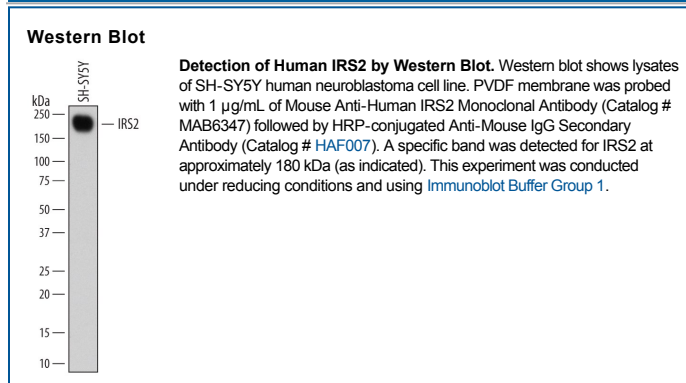 Western Blot
Detection of Human IRS2 by Western Blot. Western blot shows lysates
of SH-SY5Y human neuroblastoma cell line. PVDF membrane was probed
with 1 µg/mL of Mouse Anti-Human IRS2 Monoclonal Antibody (Catalog #
MAB6347) followed by HRP-conjugated Anti-Mouse IgG Secondary
Antibody (Catalog # HAF007). A specific band was detected for IRS2 at
approximately 180 kDa (as indicated). This experiment was conducted
under reducing conditions and using Immunoblot Buffer Group 1.
SH-SY5Y
kDa
250
IRS2
150
100
75
50
37
25
20
15
10